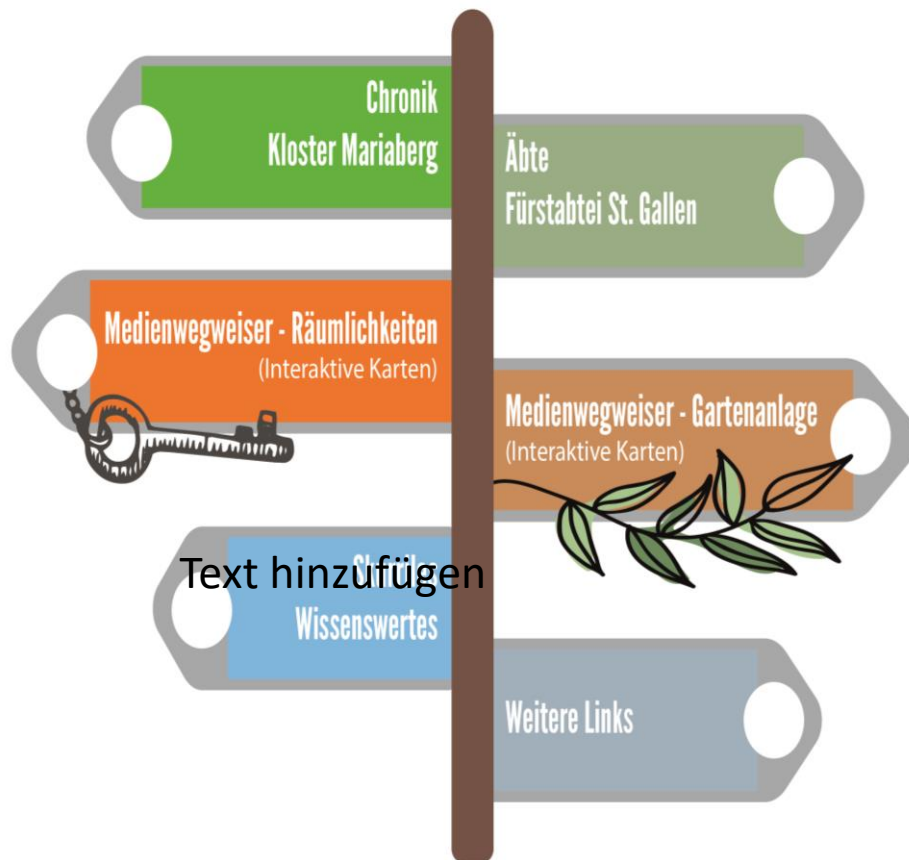 Chronik
Kloster Mariaberg
Äbte
Fürstabtei St. Gallen
Medienwegweiser - Räumlichkeiten
(Interaktive Karten)
Medienwegweiser - Gartenanlage
(Interaktive Karten)
Text hinzufügen
Wissenswertes
Weitere Links